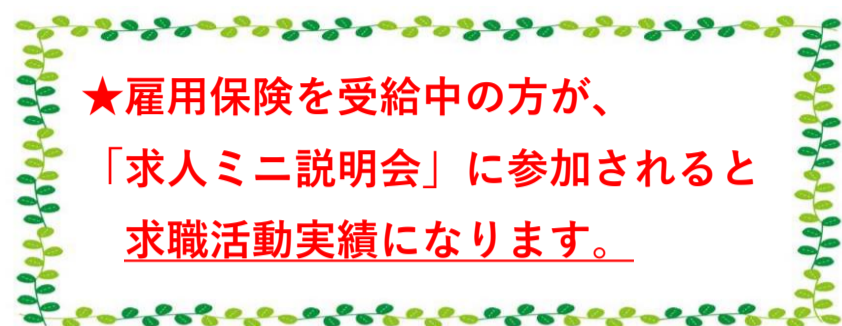 ★雇用保険を受給中の方が、
「求人ミニ説明会」に参加されると
求職活動実績になります。